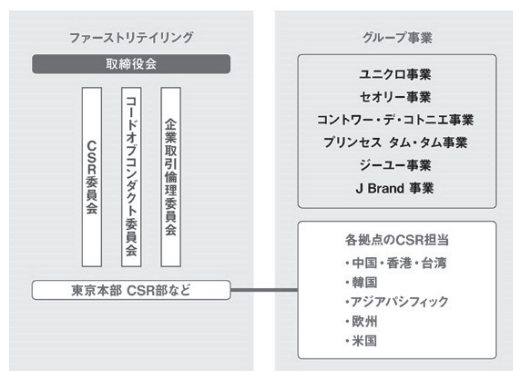 ファーストリテイリング
取締役会
CSR委員会
コードオブコンダクト委員会
企業取引倫理委員会
東京本部 CSR部など
グループ事業
ユニクロ事業
セオリー事業
コントワー・デ・コトニエ事業
プリンセス タム・タム事業
ジーユー事業
J Brand 事業
各拠点のCSR担当
・中国・香港・台湾
・韓国
・アジアパシフィック
・欧州
・米国